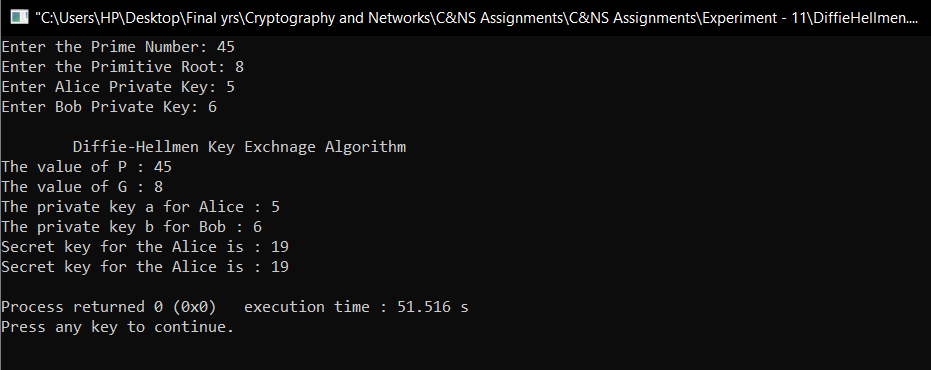 "C:\Users\HP\Desktop\Final yrs\Cryptography and Networks\C&NS Assignments\C&NS Assignments\Experiment - 11\DiffieHellmen....
Enter the Prime Number: 45
Enter the Primitive Root: 8
Enter Alice Private Key: 5
Enter Bob Private Key: 6
Diffie-Hellmen Key Exchnage Algorithm
The value of P : 45
The value of G : 8
The private key a for Alice : 5
The private key b for Bob : 6
Secret key for the Alice is : 19
Secret key for the Alice is : 19
Process returned 0 (0x0)   execution time : 51.516 s
Press any key to continue.